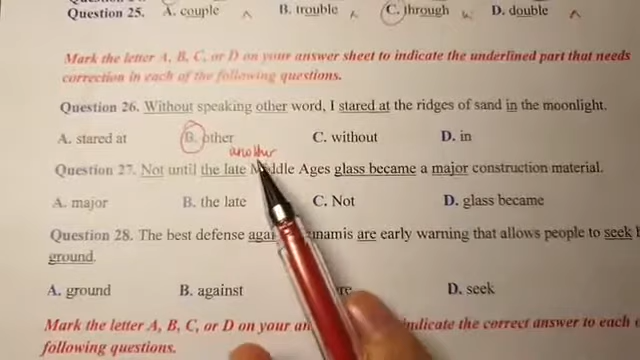 Question 25. A. couple B. trouble C. through D. double
Mark the letter A, B, C, or D on your answer sheet to indicate the underlined part that needs
correction in each of the following questions.
Question 26. Without speaking other word, I stared at the ridges of sand in the moonlight.
A. stared at B. other C. without D. in
another
Question 27. Not until the late Middle Ages glass became a major construction material.
A. major B. the late C. Not D. glass became
Question 28. The best defense unamis are early warning that allows people to seek
ground.
A. ground B. against D. seek
Mark the letter A, B, C, or D on your indicate the correct answer to each
following questions.